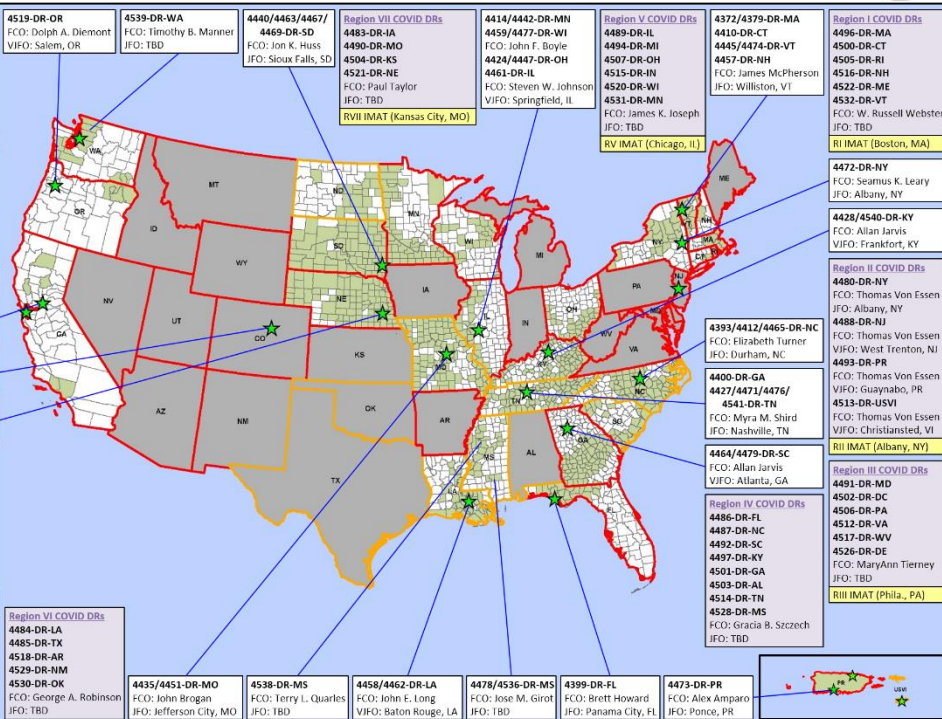 4519-DR-OR
FCO: Dolph A. Diemont
VJFO: Salem, OR
4539-DR-WA
FCO: Timothy B. Manner
JFO: TBD
4440/4463/4467/
4469-DR-SD
FCO: Jon K. Huss
JFO: Sioux Falls, SD
Region VII COVID DRs
4483-DR-IA
4490-DR-MO
4504-DR-KS
4521-DR-NE
FCO: Paul Taylor
JFO: TBD
RVII IMAT (Kansas City, MO)
4414/4442-DR-MN
4459/4477-DR-WI
FCO: John F. Boyle
4424/4447-DR-OH
4461-DR-IL
FCO: Steven W. Johnson
VJFO: Springfield, IL
Region V COVID DRs
4489-DR-IL
4494-DR-MI
4507-DR-OH
4515-DR-IN
4520-DR-WI
4531-DR-MN
FCO: James K. Joseph
JFO: TBD
RV IMAT (Chicago, IL)
4372/4379-DR-MA
4410-DR-CT
4445/4474-DR-VT
4457-DR-NH
FCO: James McPherson
JFO: Williston, VT
Region I COVID DRs
4496-DR-MA
4500-DR-CT
4505-DR-RI
4516-DR-NH
4522-DR-ME
4532-DR-VT
FCO: W. Russell Webster
JFO: TBD
RI IMAT (Boston, MA)
4472-DR-NY
FCO: Seamus K. Leary
JFO: Albany, NY
4428/4540-DR-KY
FCO: Allan Jarvis
VJFO: Frankfort, KY
Region II COVID DRs
4480-DR-NY
FCO: Thomas Von Essen
JFO: Albany, NY
4488-DR-NJ
FCO: Thomas Von Essen
VJFO: West Trenton, NJ
4493-DR-PR
FCO: Thomas Von Essen
VJFO: Guaynabo, PR
4513-DR-USVI
FCO: Thomas Von Essen
VJFO: Christiansted, VI
RII IMAT (Albany, NY)
4393/4412/4465-DR-NC
FCO: Elizabeth Turner
JFO: Durham, NC
4400-DR-GA
4427/4471/4476/
4541-DR-TN
FCO: Myra M. Shird
JFO: Nashville, TN
4464/4479-DR-SC
FCO: Allan Jarvis
VJFO: Atlanta, GA
Region IV COVID DRs
4486-DR-FL
4487-DR-NC
4492-DR-SC
4497-DR-KY
4501-DR-GA
4503-DR-AL
4514-DR-TN
4528-DR-MS
FCO: Gracia B. Szczech
JFO: TBD
Region III COVID DRs
4491-DR-MD
4502-DR-DC
4506-DR-PA
4512-DR-VA
4517-DR-WV
4526-DR-DE
FCO: MaryAnn Tierney
JFO: TBD
RIII IMAT (Phila., PA)
WA
MT
ND
MN
ME
OR
ID
SD
WI
NY
NH
MA
WY
MI
CT
NE
IA
PA
NJ
NV
UT
CO
IL
IN
OH
WV
VA
CA
KS
MO
KY
NC
AZ
NM
OK
AR
TN
SC
TX
LA
MS
AL
GA
FL
Region VI COVID DRs
4484-DR-LA
4485-DR-TX
4518-DR-AR
4529-DR-NM
4530-DR-OK
FCO: George A. Robinson
JFO: TBD
4435/4451-DR-MO
FCO: John Brogan
JFO: Jefferson City, MO
4538-DR-MS
FCO: Terry L. Quarles
JFO: TBD
4458/4462-DR-LA
FCO: John E. Long
VJFO: Baton Rouge, LA
4478/4536-DR-MS
FCO: Jose M. Girot
JFO: TBD
4399-DR-FL
FCO: Brett Howard
JFO: Panama City, FL
4473-DR-PR
FCO: Alex Amparo
JFO: Ponce, PR
PR
USVI